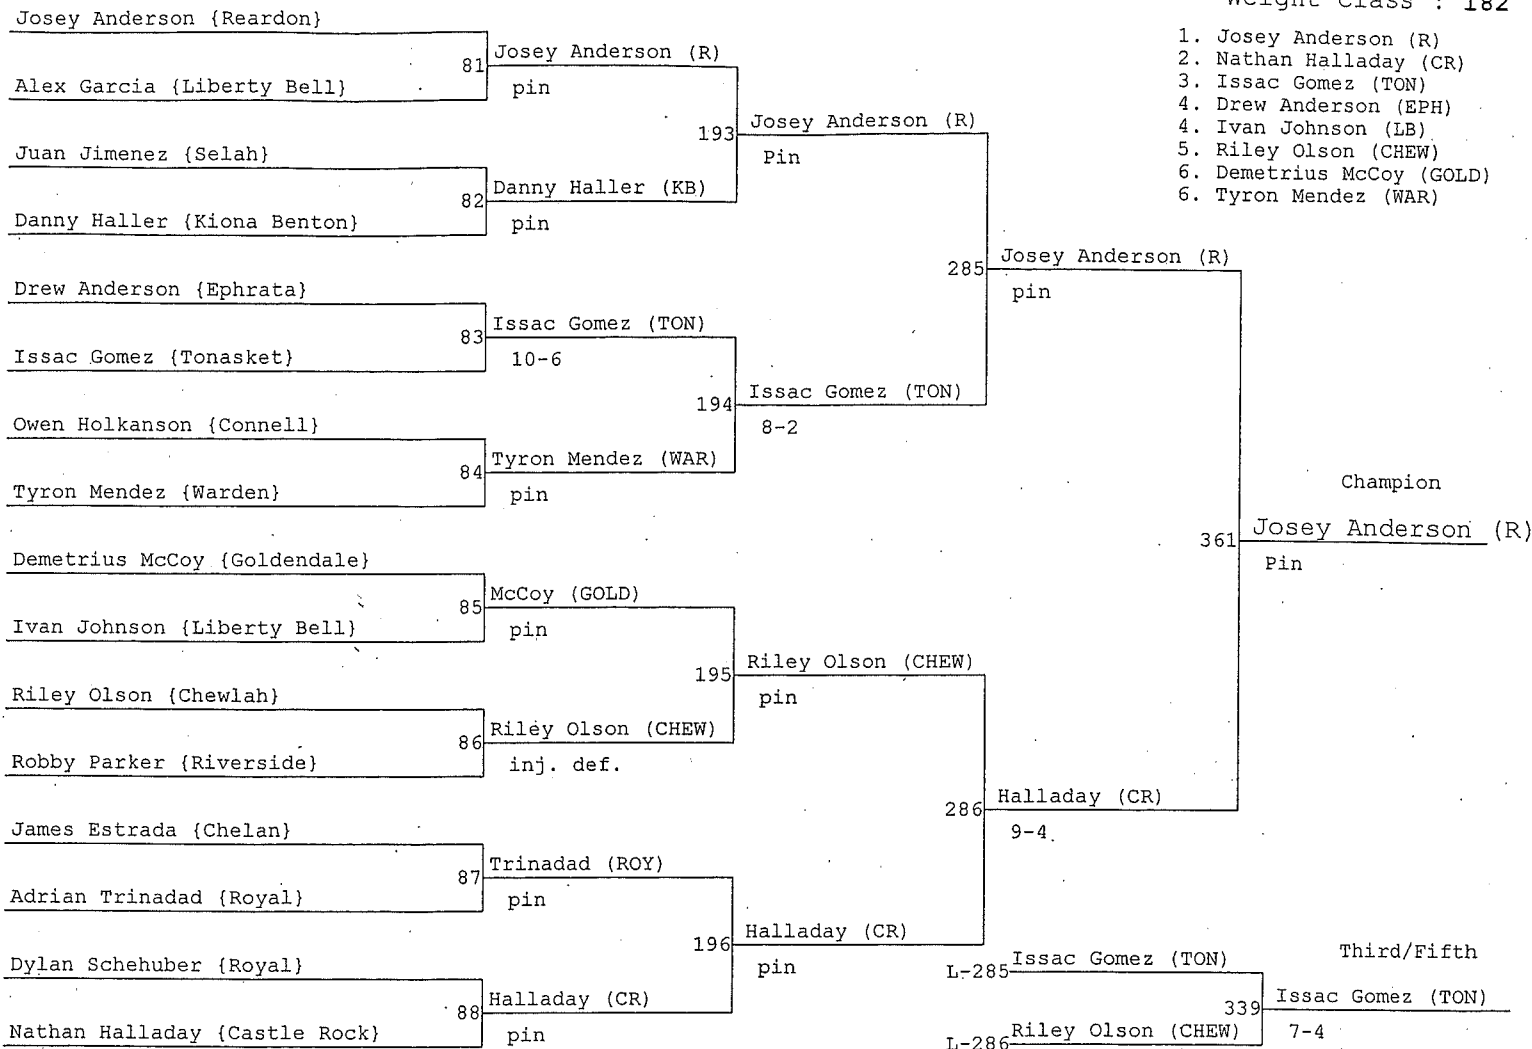 Weight Class : 182
1. Josey Anderson (R)
2. Nathan Halladay (CR)
3. Issac Gomez (TON)
4. Drew Anderson (EPH)
4. Ivan Johnson (LB)
5. Riley Olson (CHEW)
6. Demetrius McCoy (GOLD)
6. Tyron Mendez (WAR)
Josey Anderson {Reardon}
81 Josey Anderson (R)
Alex Garcia {Liberty Bell}
pin
193 Josey Anderson (R)
Pin
Juan Jimenez {Selah}
82 Danny Haller (KB)
Danny Haller {Kiona Benton}
pin
285 Josey Anderson (R)
pin
Drew Anderson {Ephrata}
83 Issac Gomez (TON)
Issac Gomez {Tonasket}
10-6
194 Issac Gomez (TON)
8-2
Owen Holkanson {Connell}
84 Tyron Mendez (WAR)
Tyron Mendez {Warden}
pin
Champion
361 Josey Anderson (R)
Pin
Demetrius McCoy {Goldendale}
85 McCoy (GOLD)
Ivan Johnson {Liberty Bell}
pin
195 Riley Olson (CHEW)
pin
Riley Olson {Chewlah}
86 Riley Olson (CHEW)
Robby Parker {Riverside}
inj. def.
286 Halladay (CR)
9-4
James Estrada {Chelan}
87 Trinadad (ROY)
Adrian Trinadad {Royal}
pin
196 Halladay (CR)
pin
Dylan Schehuber {Royal}
88 Halladay (CR)
Nathan Halladay {Castle Rock}
pin
Third/Fifth
L-285 Issac Gomez (TON)
339 Issac Gomez (TON)
L-286 Riley Olson (CHEW)
7-4